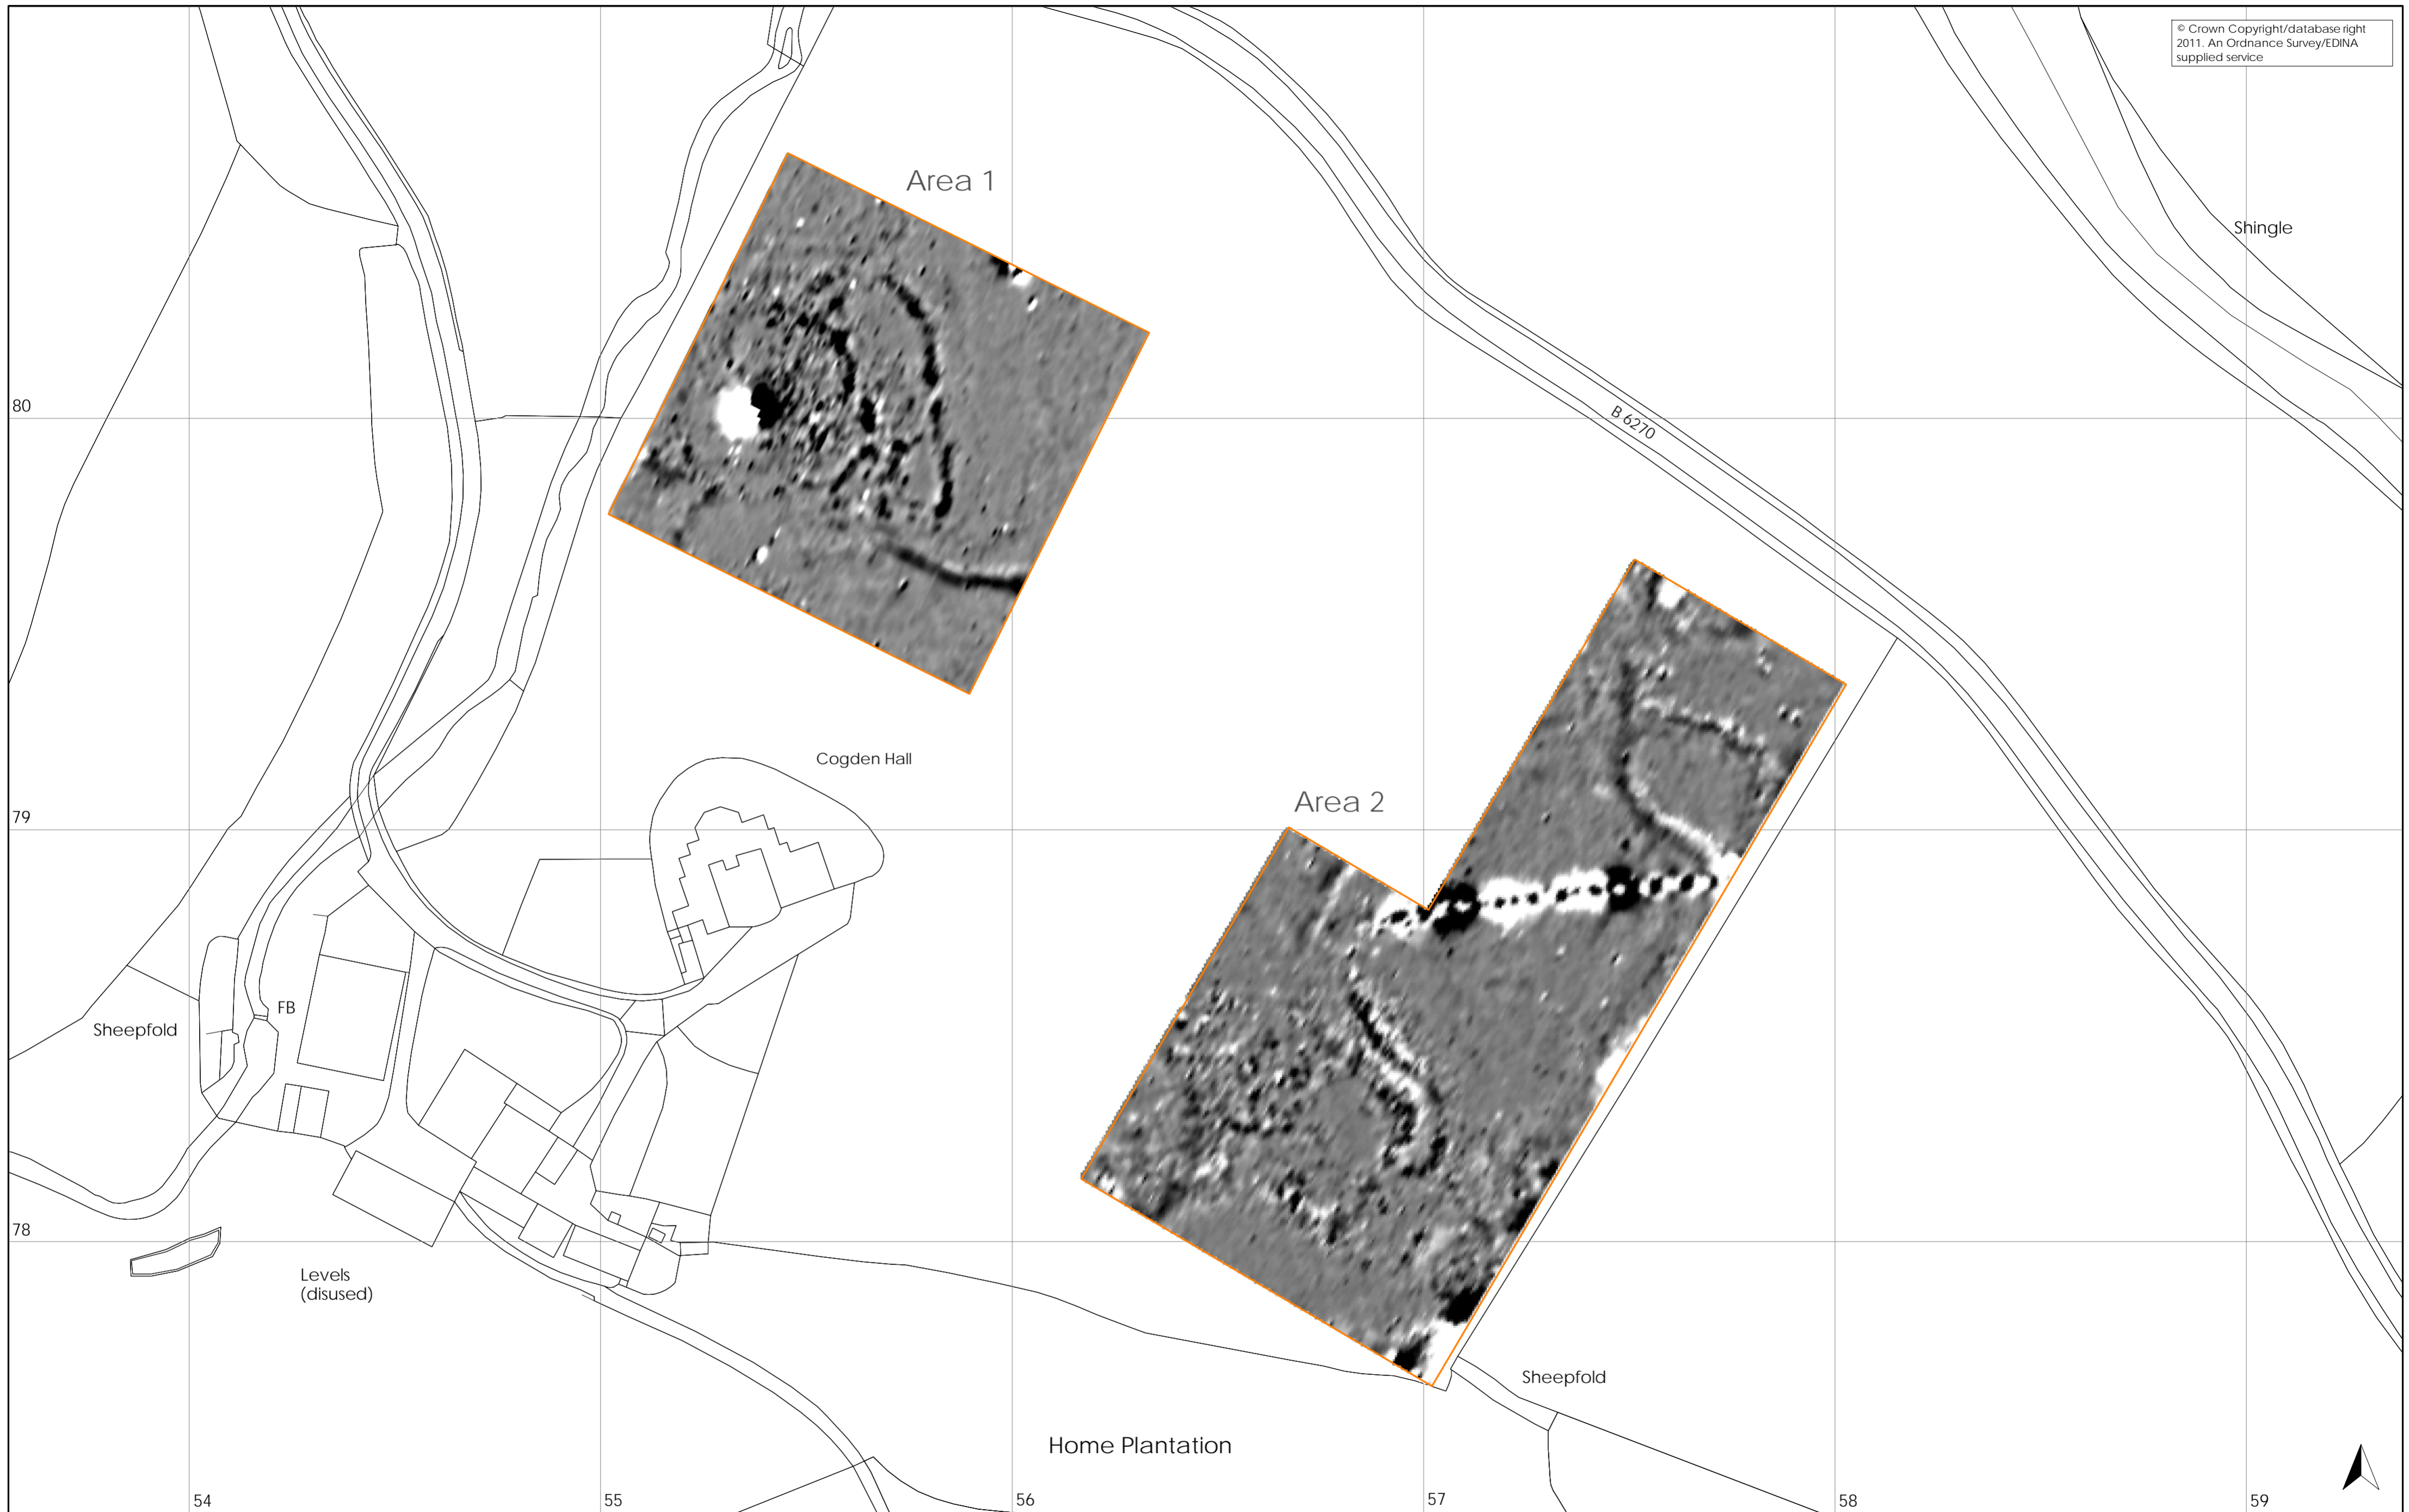 © Crown Copyright/database right
2011. An Ordnance Survey/EDINA
supplied service
Area 1
Shingle
80
B 6270
Cogden Hall
Area 2
79
FB
Sheepfold
78
Levels
(disused)
Sheepfold
Home Plantation
54
55
56
57
58
59